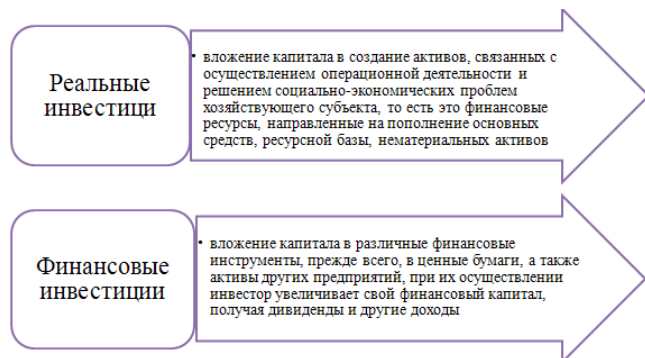 Реальные
инвестици
• вложение капитала в создание активов, связанных с
осуществлением операционной деятельности и
решением социально-экономических проблем
хозяйствующего субъекта, то есть это финансовые
ресурсы, направленные на пополнение основных
средств, ресурсной базы, нематериальных активов
Финансовые
инвестиции
• вложение капитала в различные финансовые
инструменты, прежде всего, в ценные бумаги, а также
активы других предприятий, при их осуществлении
инвестор увеличивает свой финансовый капитал,
получая дивиденды и другие доходы